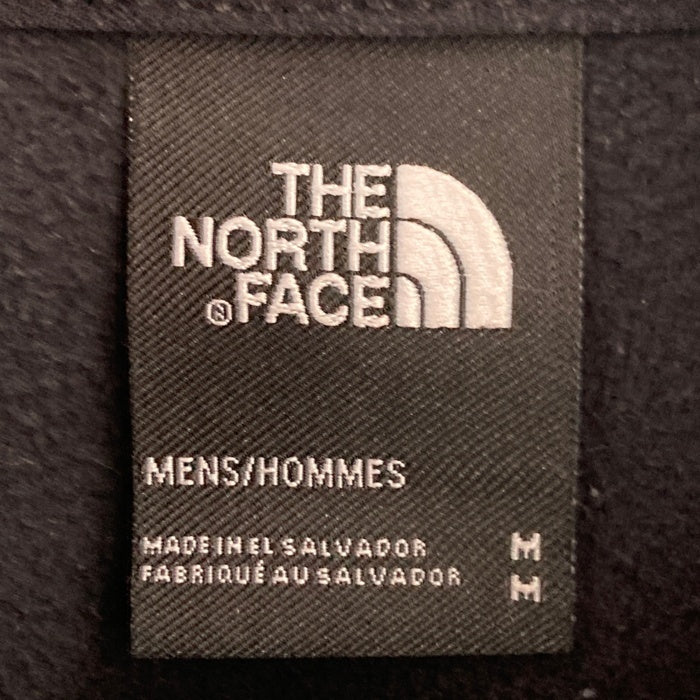 THE
NORTH
®FACE
MENS/HOMMES
MADE IN EL SALVADOR M
FABRIQUÉ AU SALVADOR M